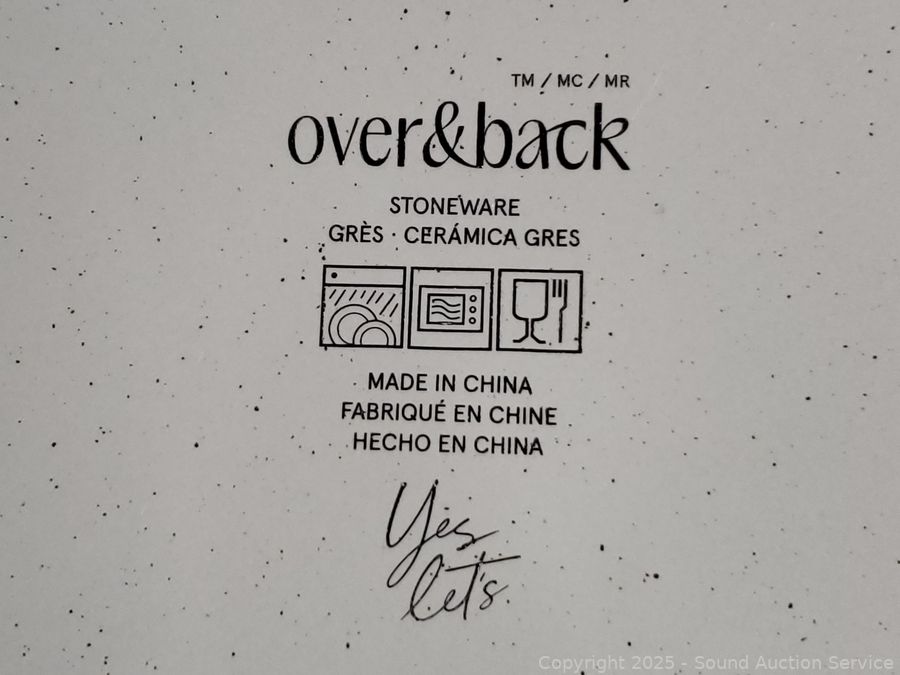 TM / MC / MR
over&back
STONEWARE
GRÈS · CERÁMICA GRES
MADE IN CHINA
FABRIQUÉ EN CHINE
HECHO EN CHINA
Yes
let's.
Copyright 2025 - Sound Auction Service